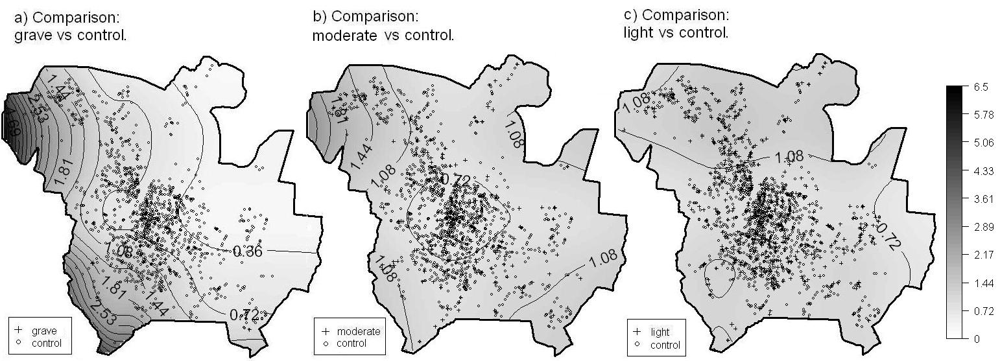 a) Comparison:
grave vs control.
1.44
2.53
4.69
1.81
1.08
0.36
1.81
1.44
2.53
0.72
+ grave
○ control
b) Comparison:
moderate vs control.
1.81
1.08
1.44
1.08
0.72
1.08
1.08
+ moderate
○ control
c) Comparison:
light vs control.
1.08
1.08
0.72
+ light
○ control
6.5
5.78
5.06
4.33
3.61
2.89
2.17
1.44
0.72
0